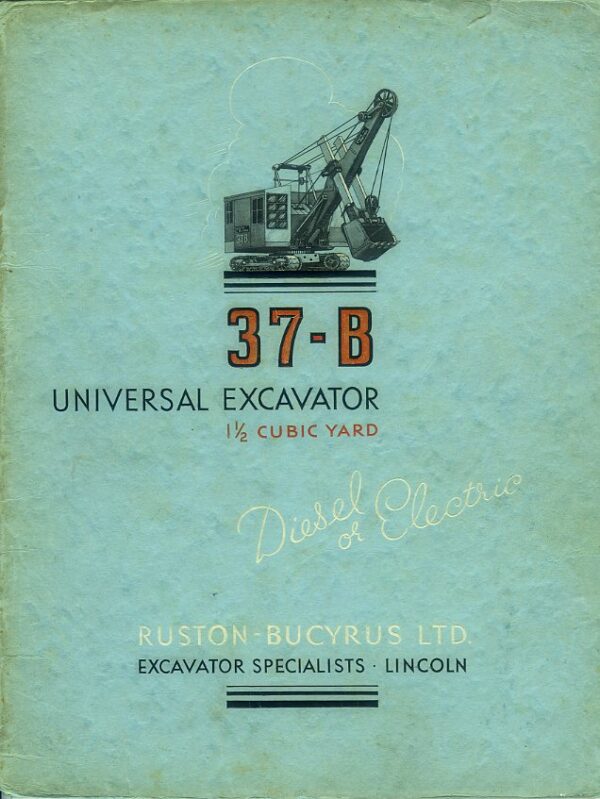 37-B
UNIVERSAL EXCAVATOR
1½ CUBIC YARD
Diesel
or Electric
RUSTON-BUCYRUS LTD.
EXCAVATOR SPECIALISTS · LINCOLN